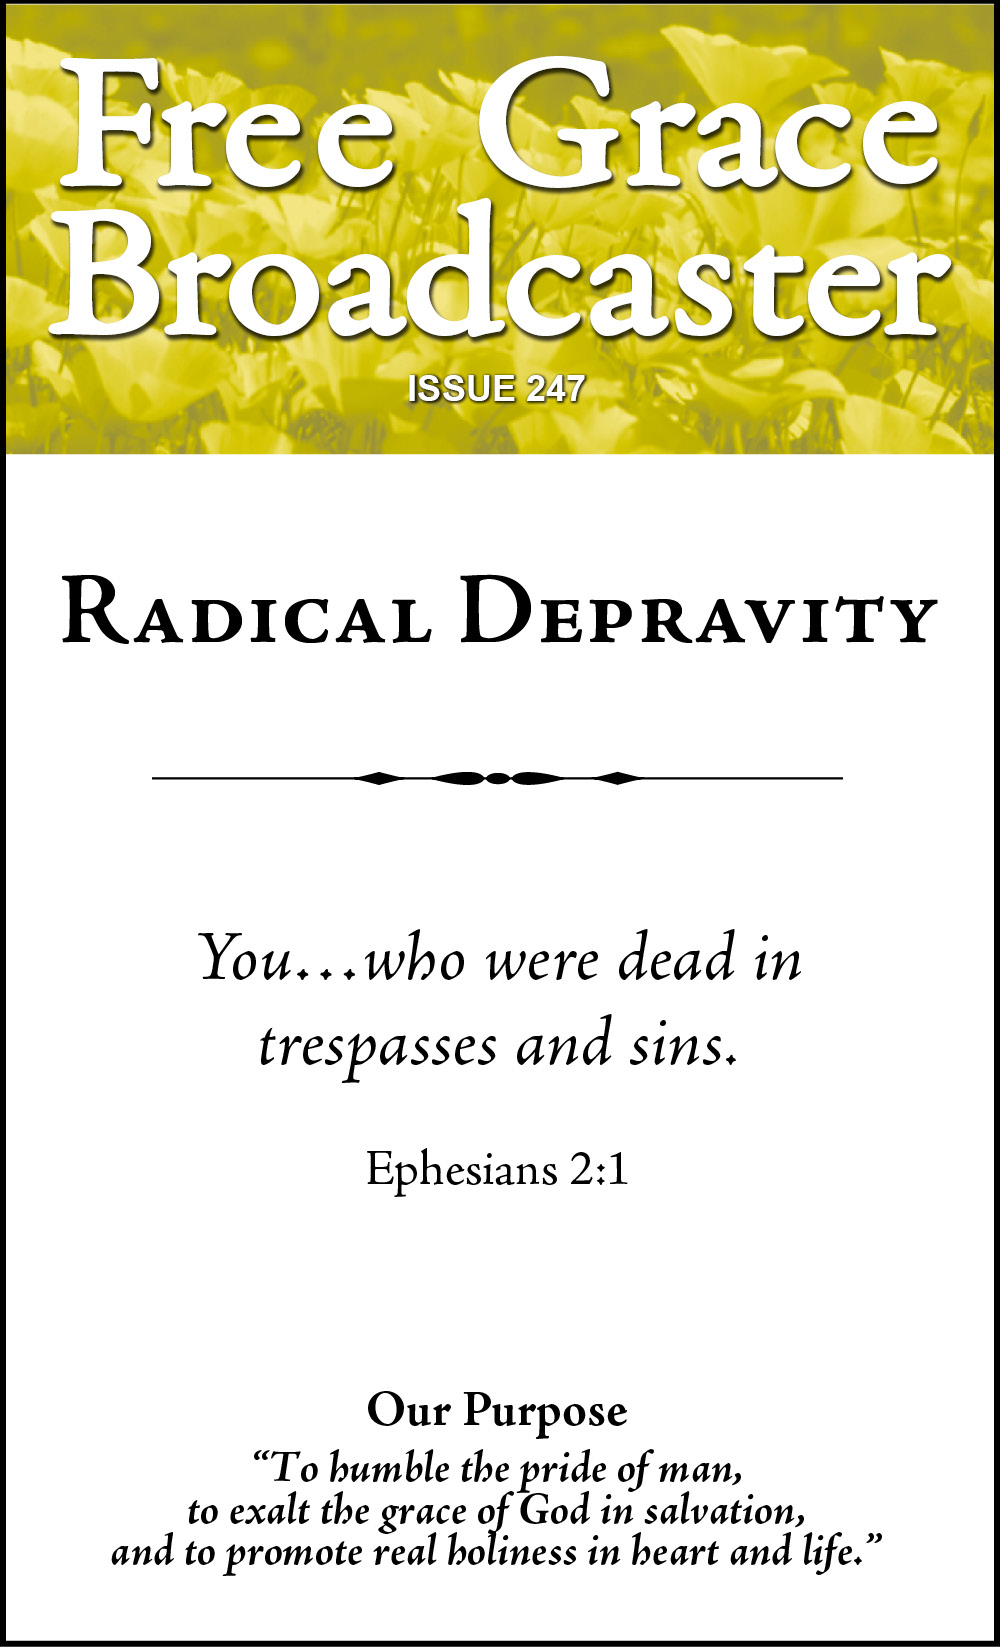 Free Grace
Broadcaster
ISSUE 247
Radical Depravity
You…who were dead in
trespasses and sins.
Ephesians 2:1
Our Purpose
“To humble the pride of man,
to exalt the grace of God in salvation,
and to promote real holiness in heart and life.”